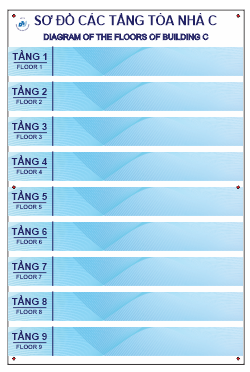 SƠ ĐỒ CÁC TẦNG TÒA NHÀ C
DIAGRAM OF THE FLOORS OF BUILDING C
TẦNG 1
FLOOR 1
TẦNG 2
FLOOR 2
TẦNG 3
FLOOR 3
TẦNG 4
FLOOR 4
TẦNG 5
FLOOR 5
TẦNG 6
FLOOR 6
TẦNG 7
FLOOR 7
TẦNG 8
FLOOR 8
TẦNG 9
FLOOR 9